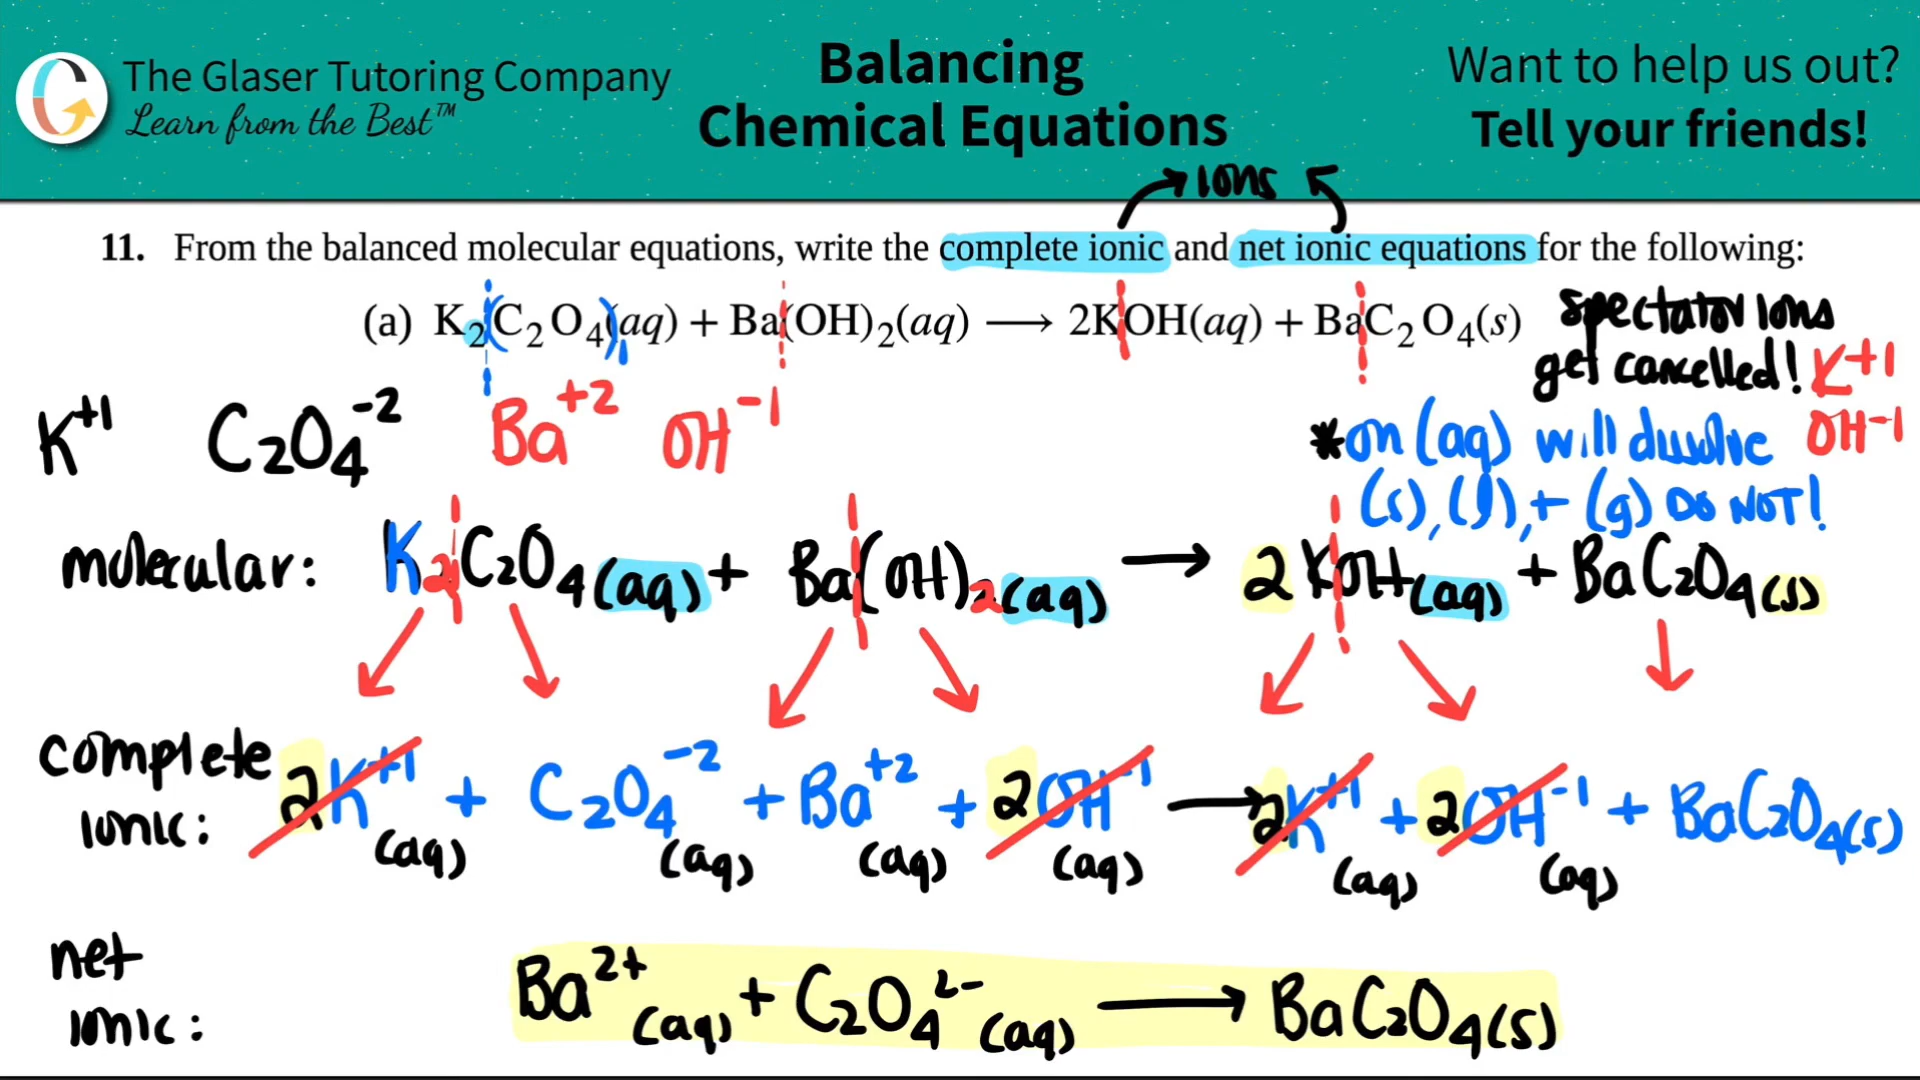 The Glaser Tutoring Company
Learn from the Best™
Balancing
Chemical Equations
Want to help us out?
Tell your friends!
Ions
11. From the balanced molecular equations, write the complete ionic and net ionic equations for the following:
(a) K₂(C₂O₄)₁(aq) + Ba(OH)₂(aq) ⟶ 2KOH(aq) + BaC₂O₄(s)
spectator ions
get cancelled! K⁺¹
OH⁻¹
K⁺¹ C₂O₄⁻² Ba⁺² OH⁻¹
*on (aq) will dissolve
(s), (l), + (g) DO NOT!
molecular: K₂C₂O₄(aq) + Ba(OH)₂(aq) → 2KOH(aq) + BaC₂O₄(s)
complete
ionic: 2K⁺¹(aq) + C₂O₄⁻²(aq) + Ba⁺²(aq) + 2OH⁻¹(aq) → 2K⁺¹(aq) + 2OH⁻¹(aq) + BaC₂O₄(s)
net
ionic: Ba²⁺(aq) + C₂O₄²⁻(aq) → BaC₂O₄(s)